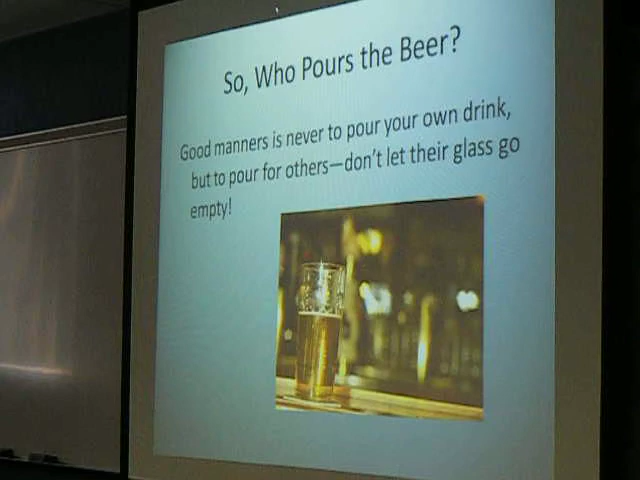 So, Who Pours the Beer?
Good manners is never to pour your own drink,
but to pour for others—don't let their glass go
empty!